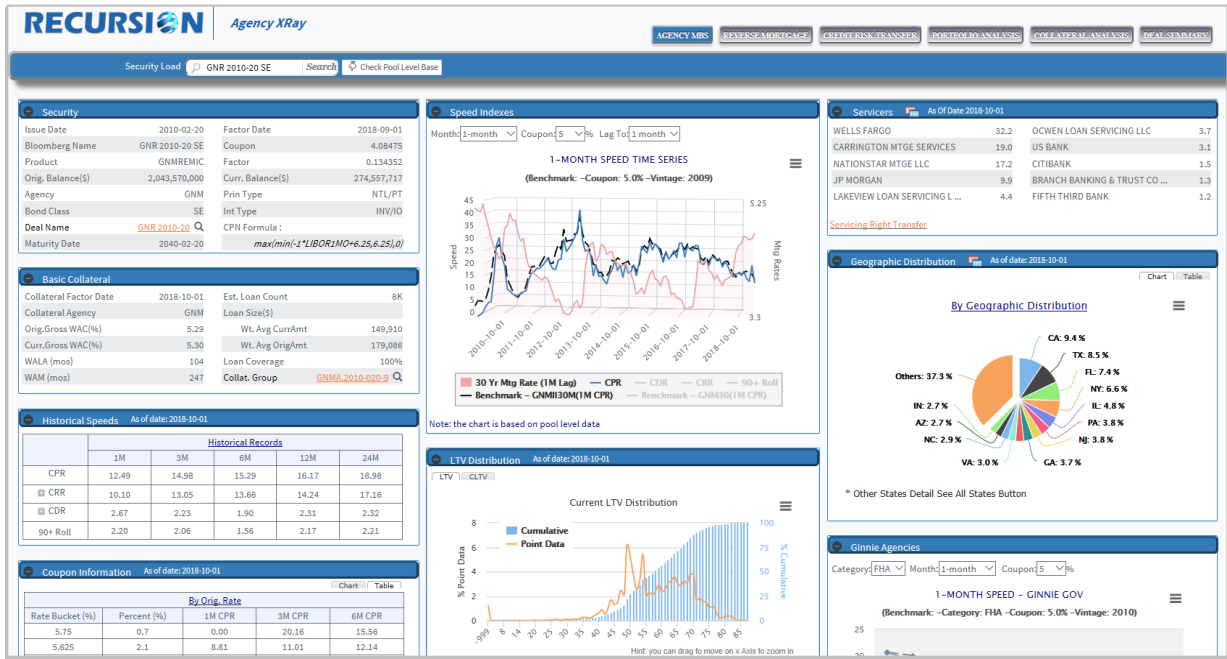 RECURSION
Agency XRay
AGENCY MBS REVERSE MORTGAGE CREDIT RISK TRANSFER PORTFOLIO ANALYSIS COLLATERAL ANALYSIS DEAL SUMMARY
Security Load GNR 2010-20 SE Search Check Pool Level Base
Security
Issue Date 2010-02-20 Factor Date 2018-09-01
Bloomberg Name GNR 2010-20 SE Coupon 4.08475
Product GNMREMIC Factor 0.134352
Orig. Balance($) 2,043,570,000 Curr. Balance($) 274,557,717
Agency GNM Prin Type NTL/PT
Bond Class SE Int Type INV/IO
Deal Name GNR 2010-20 CPN Formula :
Maturity Date 2040-02-20 max(min(-1*LIBOR1MO+6.25,6.25),0)
Basic Collateral
Collateral Factor Date 2018-10-01 Est. Loan Count 8K
Collateral Agency GNM Loan Size($)
Orig.Gross WAC(%) 5.29 Wt. Avg CurrAmt 149,910
Curr.Gross WAC(%) 5.30 Wt. Avg OrigAmt 179,086
WALA (mos) 104 Loan Coverage 100%
WAM (mos) 247 Collat. Group GNMA.2010-020-9
Historical Speeds As of date: 2018-10-01
Historical Records
1M 3M 6M 12M 24M
CPR 12.49 14.98 15.29 16.17 18.98
CRR 10.10 13.05 13.66 14.24 17.16
CDR 2.67 2.23 1.90 2.31 2.32
90+ Roll 2.20 2.06 1.56 2.17 2.21
Coupon Information As of date: 2018-10-01
Chart Table
By Orig. Rate
Rate Bucket (%) Percent (%) 1M CPR 3M CPR 6M CPR
5.75 0.7 0.00 20.16 15.56
5.625 2.1 8.81 11.01 12.14
Speed Indexes
Month: 1-month Coupon: 5 % Lag To: 1 month
1-MONTH SPEED TIME SERIES
(Benchmark: -Coupon: 5.0% -Vintage: 2009)
Speed
45
40
35
30
25
20
15
10
5
0
5.25
Mtg Rates
3.3
2010-10-01 2011-10-01 2012-10-01 2013-10-01 2014-10-01 2015-10-01 2016-10-01 2017-10-01 2018-10-01
30 Yr Mtg Rate (1M Lag) CPR CDR CRR 90+ Roll
Benchmark - GNMII30M(1M CPR) Benchmark - GNM30(1M CPR)
Note: the chart is based on pool level data
LTV Distribution As of date: 2018-10-01
LTV CLTV
Current LTV Distribution
Cumulative
Point Data
% Point Data
8
6
4
2
0
100
75
50
25
0
% Cumulative
-999 8 14 20 25 30 35 40 45 50 55 60 65 70 75 80 85
Hint: you can drag to move on x Axis to zoom in
Servicers As Of Date 2018-10-01
WELLS FARGO 32.2 OCWEN LOAN SERVICING LLC 3.7
CARRINGTON MTGE SERVICES 19.0 US BANK 3.1
NATIONSTAR MTGE LLC 17.2 CITIBANK 1.5
JP MORGAN 9.9 BRANCH BANKING & TRUST CO ... 1.3
LAKEVIEW LOAN SERVICING L ... 4.4 FIFTH THIRD BANK 1.2
Servicing Right Transfer
Geographic Distribution As of date: 2018-10-01
Chart Table
By Geographic Distribution
CA: 9.4 %
TX: 8.5 %
FL: 7.4 %
NY: 6.6 %
IL: 4.8 %
PA: 3.8 %
NJ: 3.8 %
GA: 3.7 %
VA: 3.0 %
NC: 2.9 %
AZ: 2.7 %
IN: 2.7 %
Others: 37.3 %
* Other States Detail See All States Button
Ginnie Agencies
Category: FHA Month: 1-month Coupon: 5 %
1-MONTH SPEED - GINNIE GOV
(Benchmark: -Category: FHA -Coupon: 5.0% -Vintage: 2010)
25
20